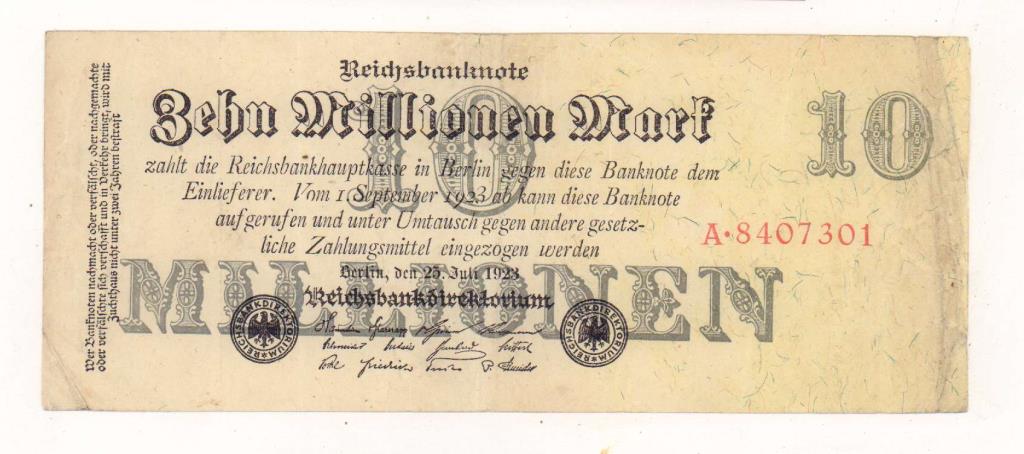 Reichsbanknote
Zehn Millionen Mark
10
10
zahlt die Reichsbankhauptkasse in Berlin gegen diese Banknote dem
Einlieferer. Vom 1. September 1923 ab kann diese Banknote
aufgerufen und unter Umtausch gegen andere gesetz-
liche Zahlungsmittel eingezogen werden
A·8407301
Berlin, den 25. Juli 1923
MILLIONEN
Reichsbankdirektorium
REICHSBANKDIREKTORIUM
REICHSBANKDIREKTORIUM
Wer Banknoten nachmacht oder verfälscht, oder nachgemachte
oder verfälschte sich verschafft und in Verkehr bringt, wird mit
Zuchthaus nicht unter zwei Jahren bestraft